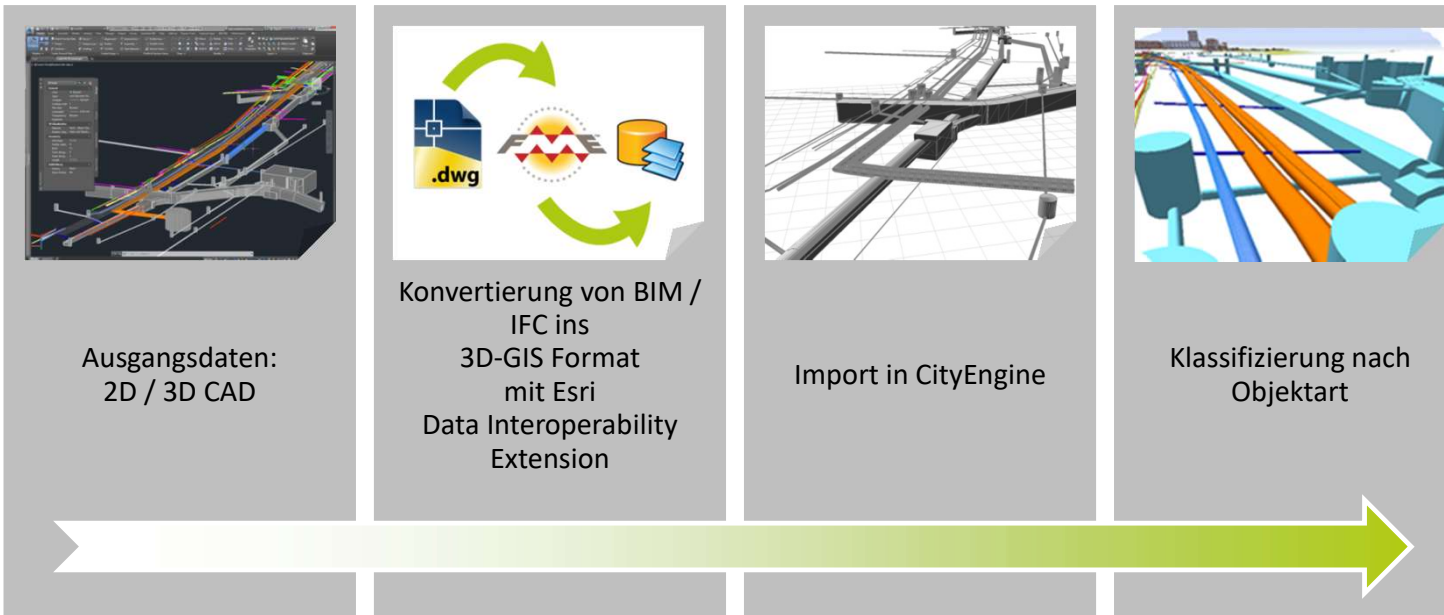 .dwg
FME
Ausgangsdaten:
2D / 3D CAD
Konvertierung von BIM /
IFC ins
3D-GIS Format
mit Esri
Data Interoperability
Extension
Import in CityEngine
Klassifizierung nach
Objektart